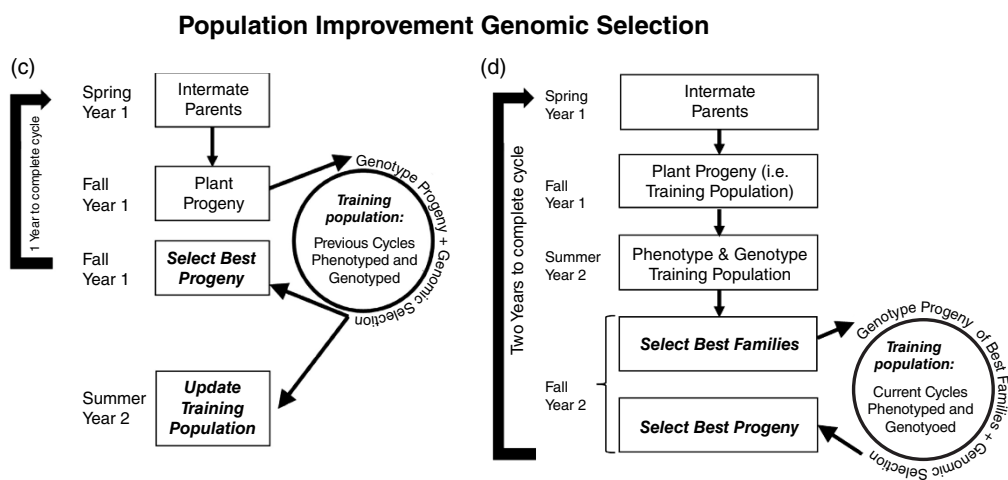 Population Improvement Genomic Selection
(c)
1 Year to complete cycle
Spring
Year 1
Intermate
Parents
Fall
Year 1
Plant
Progeny
Genotype Progeny + Genomic Selection
Training
population:
Previous Cycles
Phenotyped and
Genotyped
Fall
Year 1
Select Best
Progeny
Summer
Year 2
Update
Training
Population
(d)
Two Years to complete cycle
Spring
Year 1
Intermate
Parents
Fall
Year 1
Plant Progeny (i.e.
Training Population)
Summer
Year 2
Phenotype & Genotype
Training Population
Fall
Year 2
Select Best Families
Genotype Progeny of Best Families + Genomic Selection
Training
population:
Current Cycles
Phenotyped and
Genotyoed
Select Best Progeny